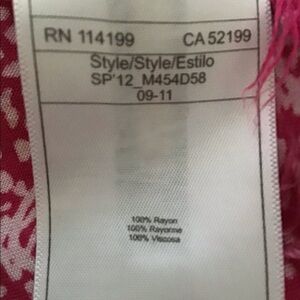 RN 114199 CA 52199
Style/Style/Estilo
SP'12_M454D58
09-11
100% Rayon
100% Rayonne
100% Viscosa